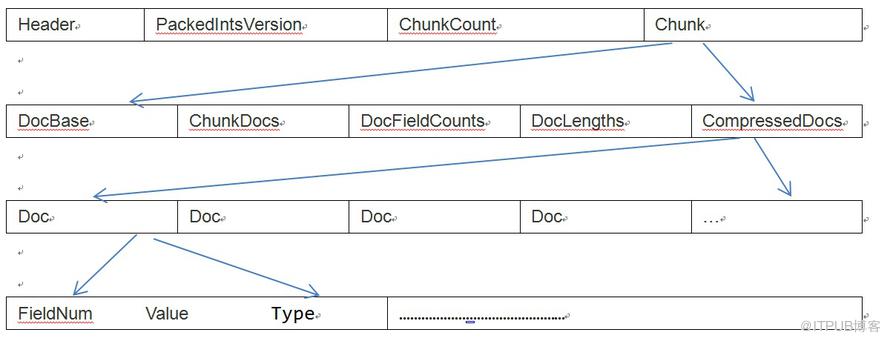 Header PackedIntsVersion ChunkCount Chunk
DocBase ChunkDocs DocFieldCounts DocLengths CompressedDocs
Doc Doc Doc Doc …
FieldNum Value Type ………………………………………
@ITPUB博客